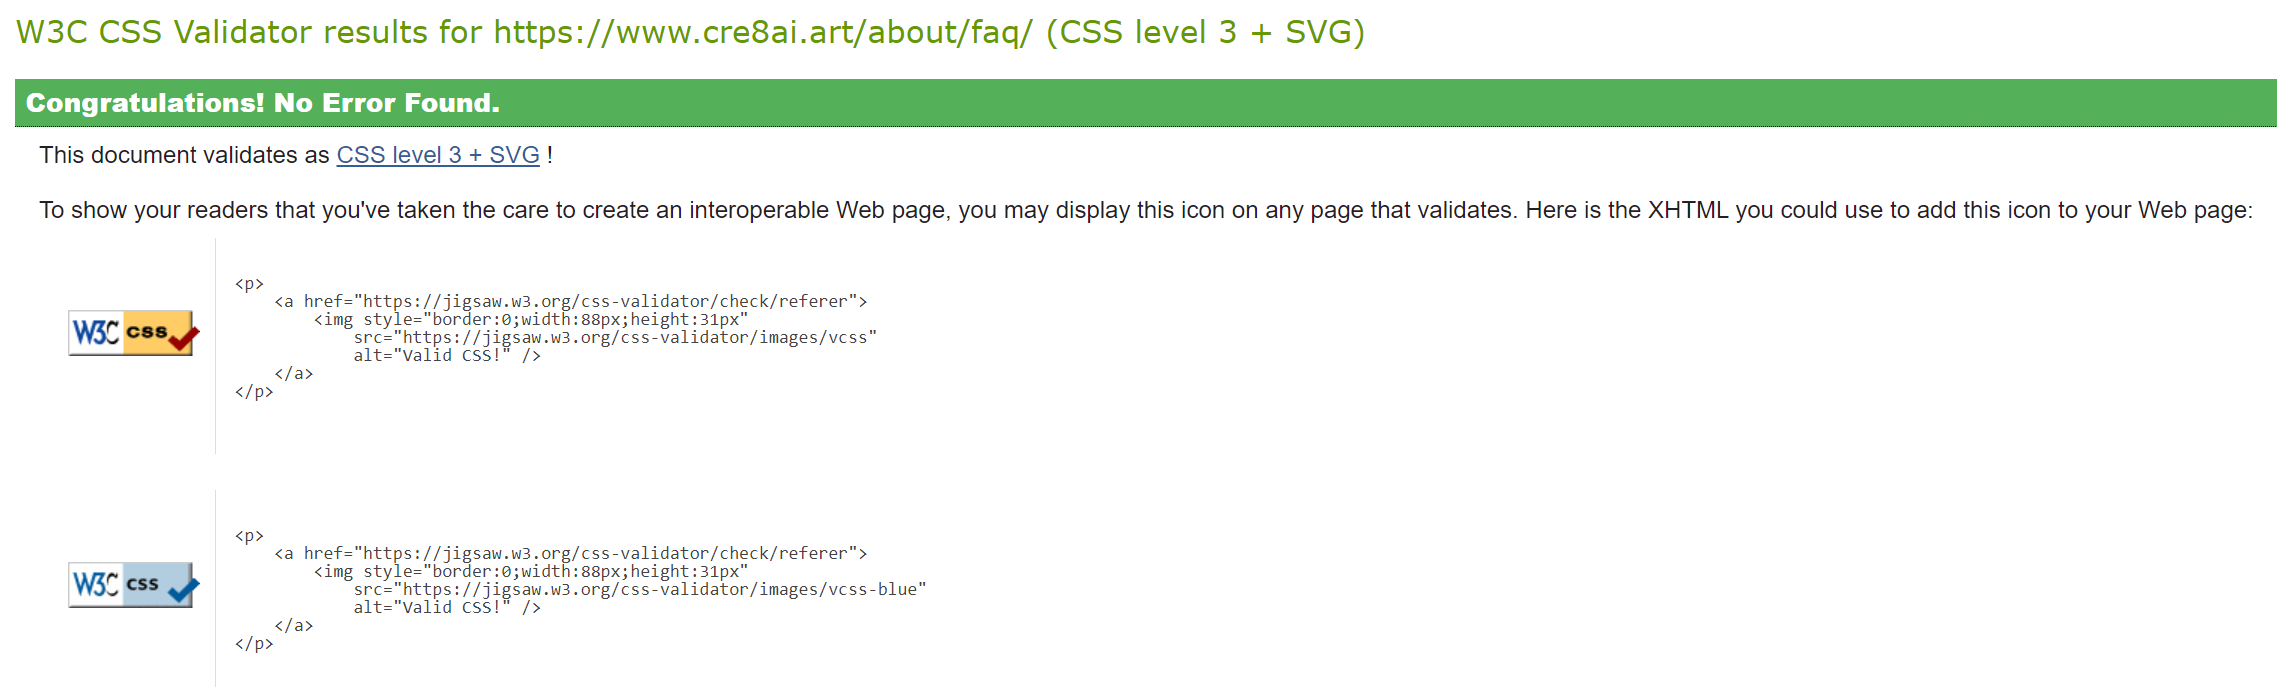 W3C CSS Validator results for https://www.cre8ai.art/about/faq/ (CSS level 3 + SVG)
Congratulations! No Error Found.
This document validates as CSS level 3 + SVG !
To show your readers that you've taken the care to create an interoperable Web page, you may display this icon on any page that validates. Here is the XHTML you could use to add this icon to your Web page:
W3C css
<p>
    <a href="https://jigsaw.w3.org/css-validator/check/referer">
        <img style="border:0;width:88px;height:31px"
            src="https://jigsaw.w3.org/css-validator/images/vcss"
            alt="Valid CSS!" />
    </a>
</p>
W3C css
<p>
    <a href="https://jigsaw.w3.org/css-validator/check/referer">
        <img style="border:0;width:88px;height:31px"
            src="https://jigsaw.w3.org/css-validator/images/vcss-blue"
            alt="Valid CSS!" />
    </a>
</p>